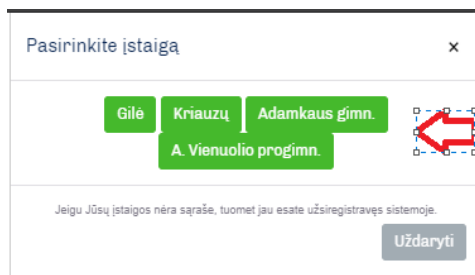 Pasirinkite įstaigą ×
Gilė Kriauzų Adamkaus gimn.
A. Vienuolio progimn.
Jeigu Jūsų įstaigos nėra sąraše, tuomet jau esate užsiregistravęs sistemoje.
Uždaryti